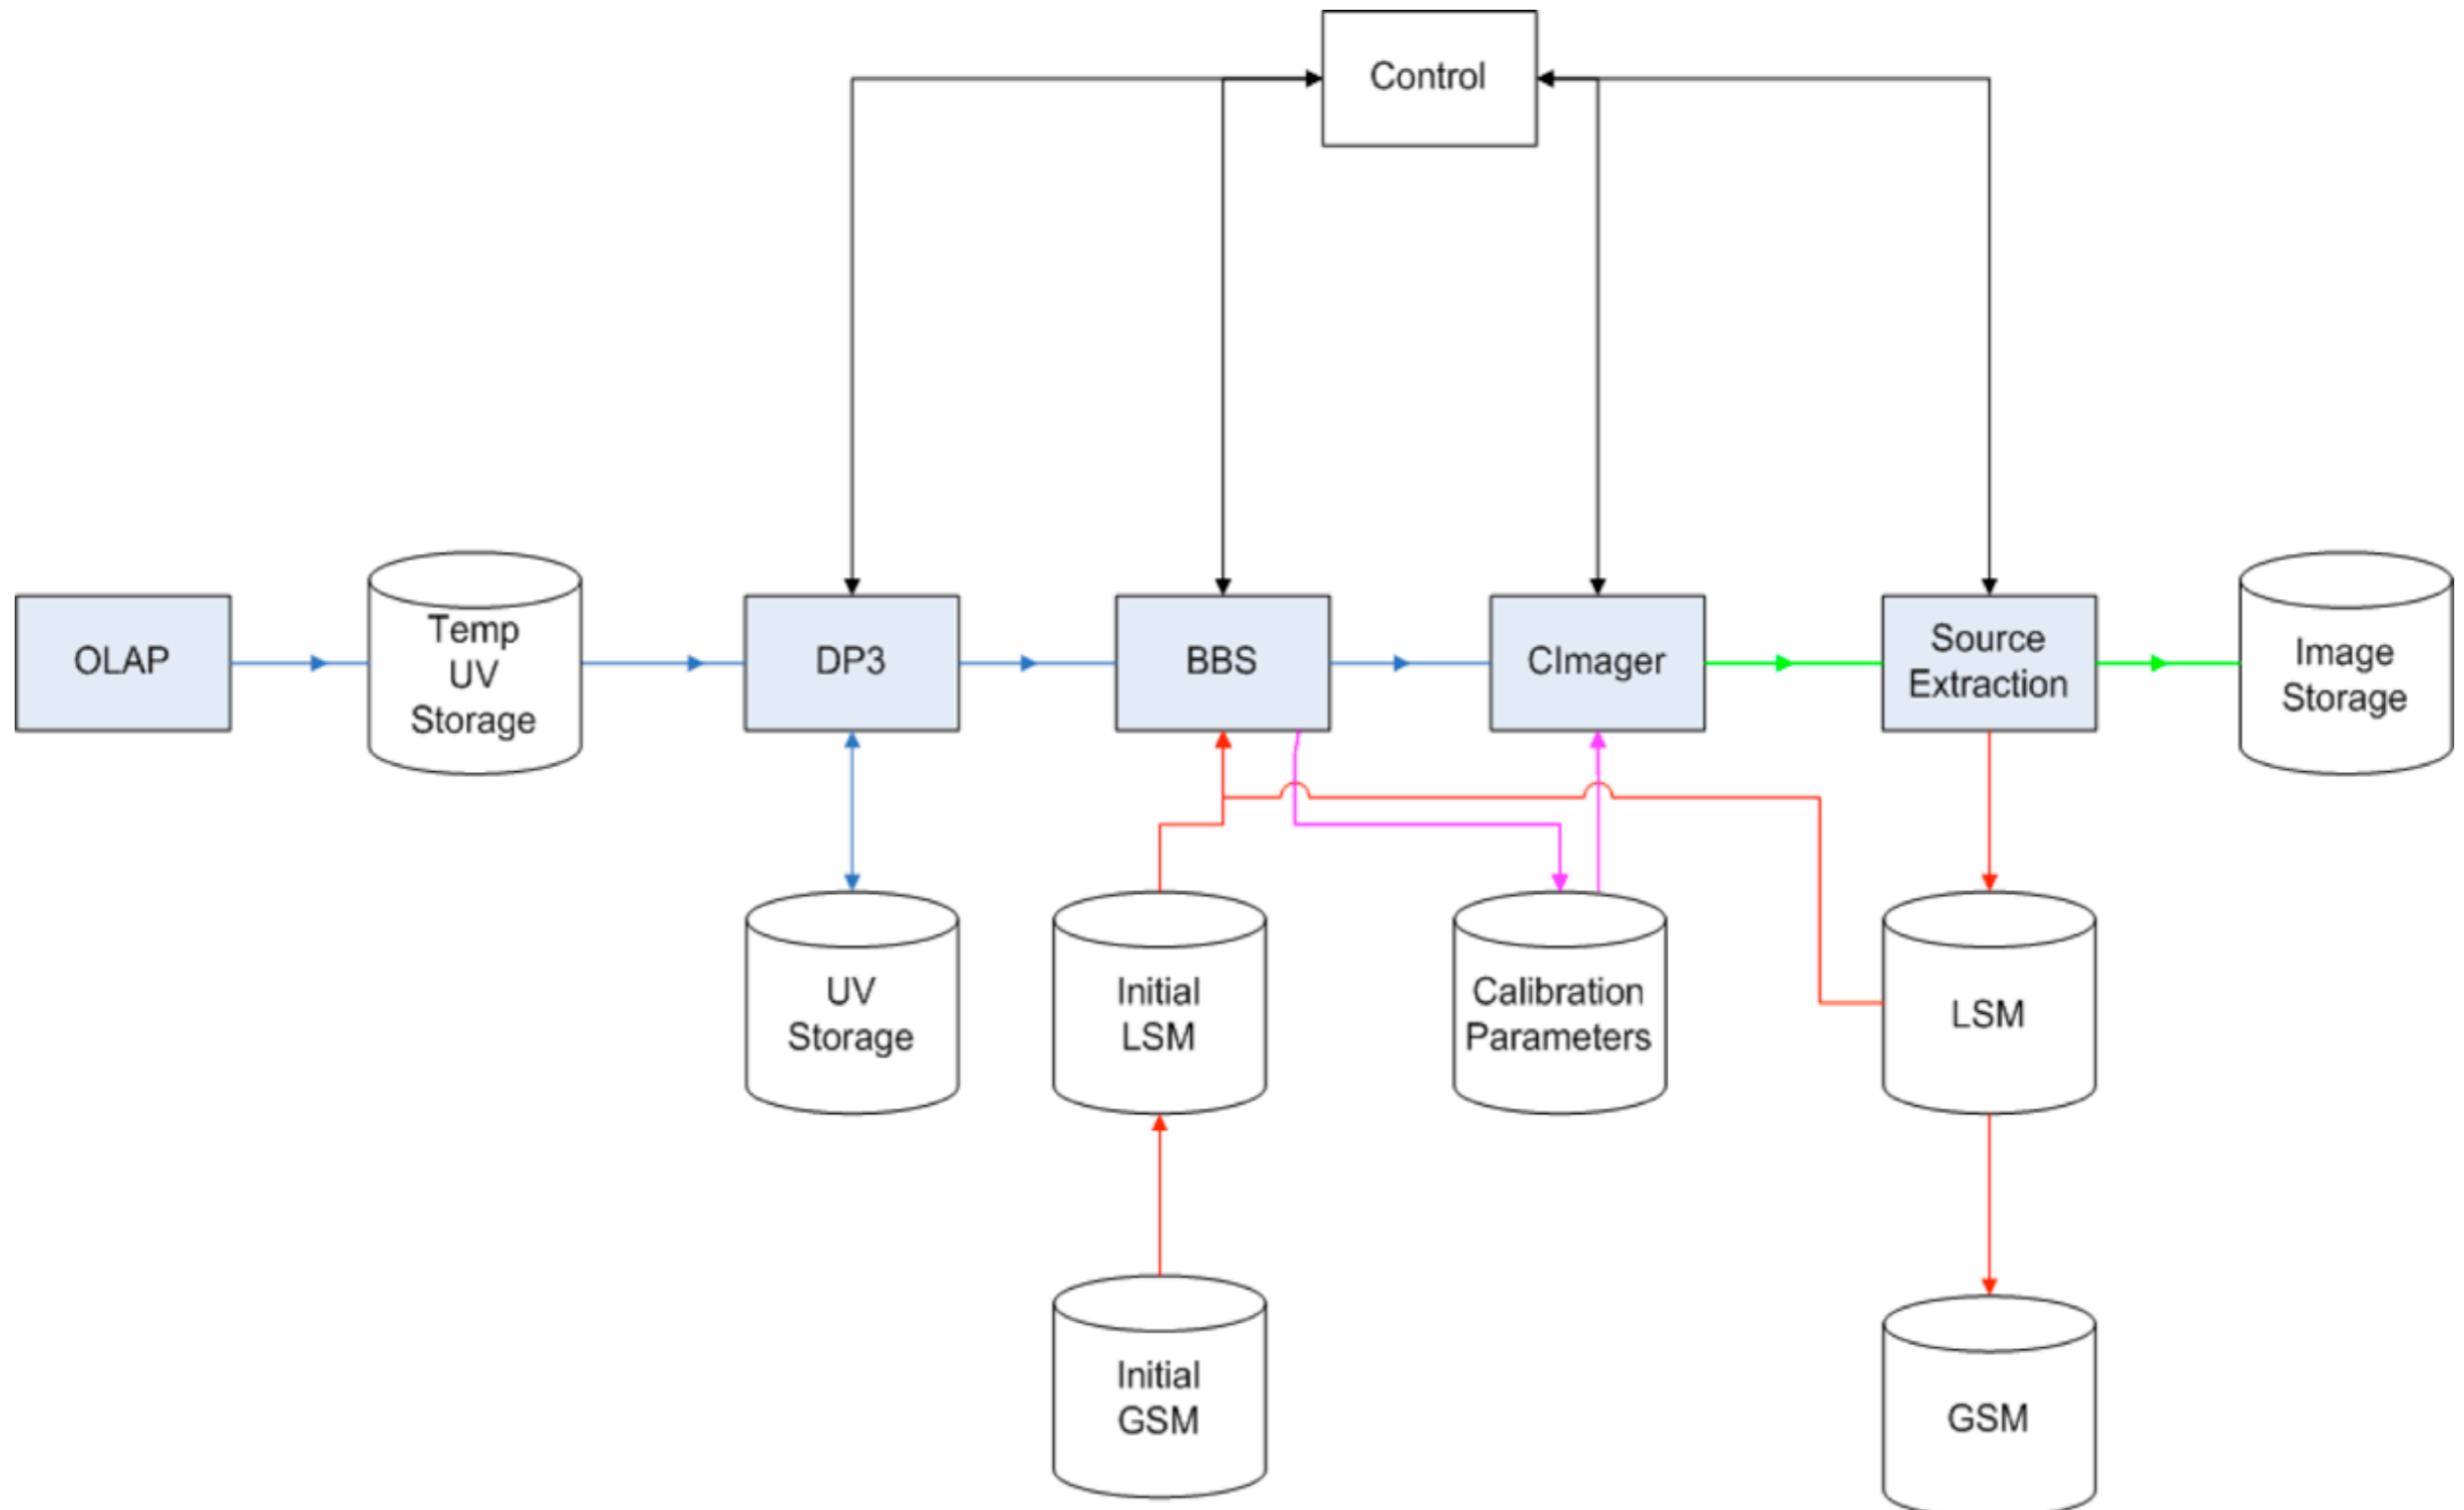 Control
OLAP
Temp
UV
Storage
DP3
BBS
CImager
Source
Extraction
Image
Storage
UV
Storage
Initial
LSM
Calibration
Parameters
LSM
Initial
GSM
GSM